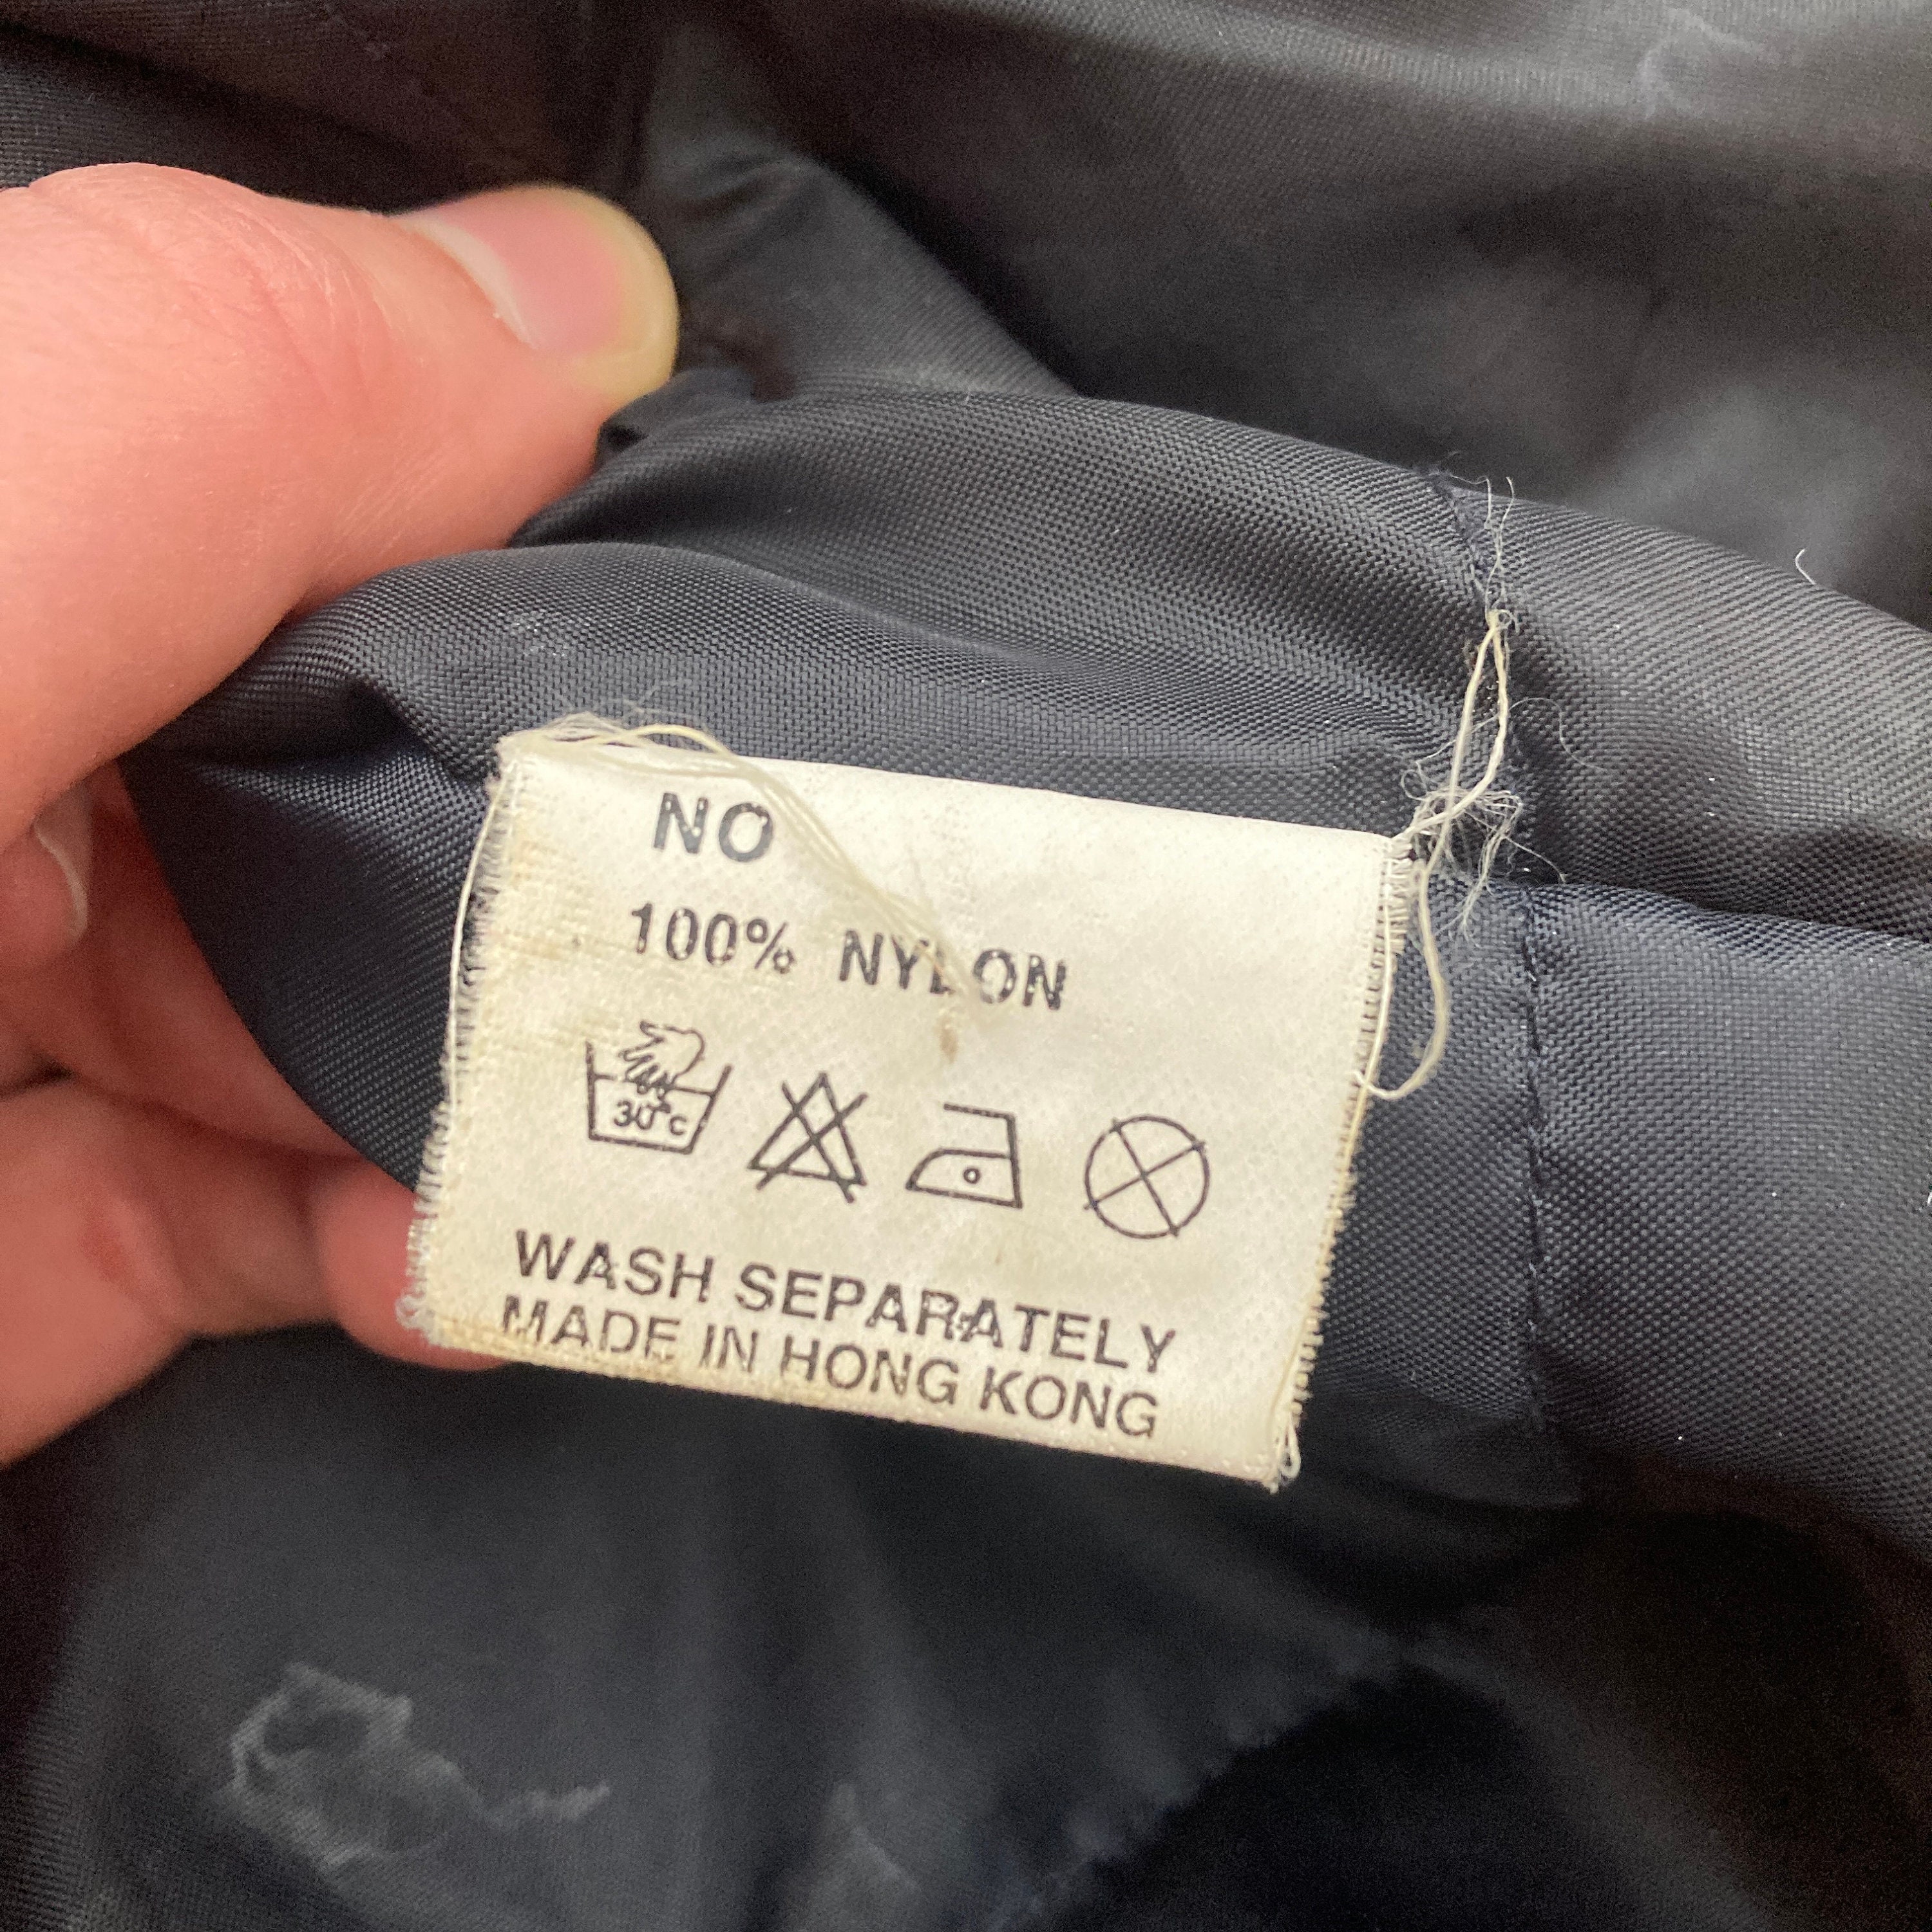 NO
100% NYLON
30°c
WASH SEPARATELY
MADE IN HONG KONG